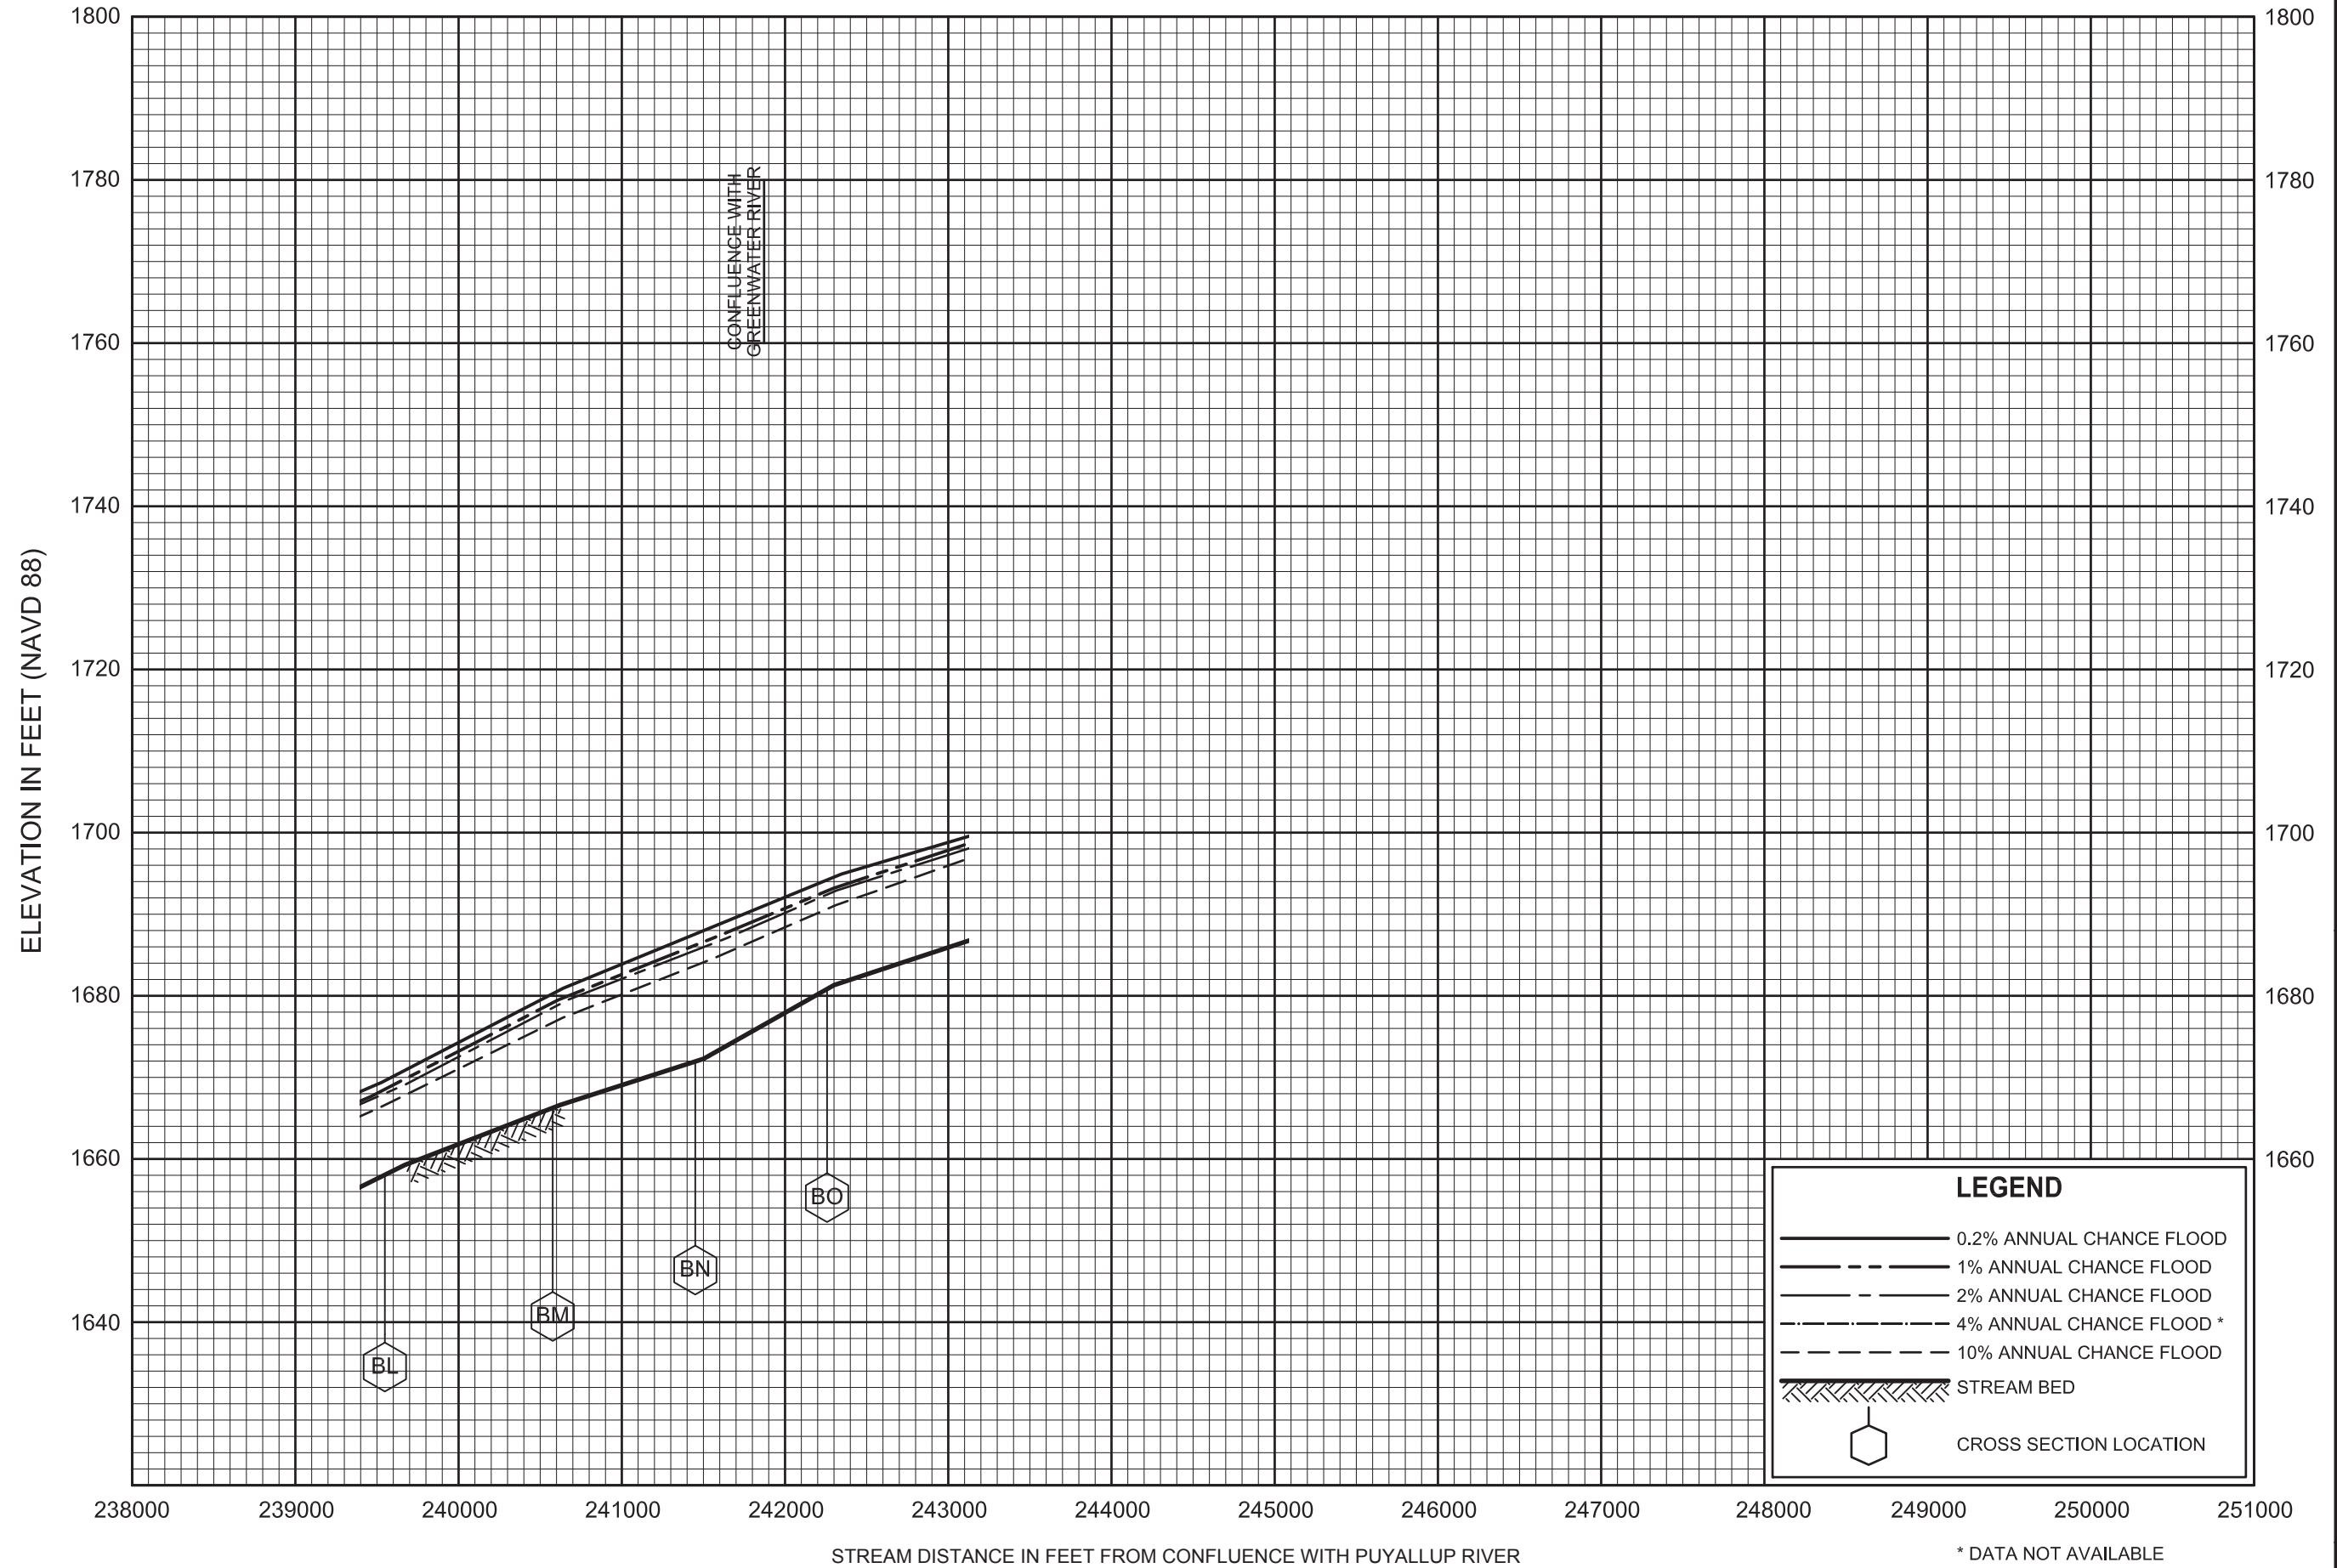 1800
1780
1760
1740
1720
1700
1680
1660
1640
ELEVATION IN FEET (NAVD 88)
CONFLUENCE WITH
GREENWATER RIVER
BL
BM
BN
BO
1800
1780
1760
1740
1720
1700
1680
1660
LEGEND
0.2% ANNUAL CHANCE FLOOD
1% ANNUAL CHANCE FLOOD
2% ANNUAL CHANCE FLOOD
4% ANNUAL CHANCE FLOOD *
10% ANNUAL CHANCE FLOOD
STREAM BED
CROSS SECTION LOCATION
238000 239000 240000 241000 242000 243000 244000 245000 246000 247000 248000 249000 250000 251000
STREAM DISTANCE IN FEET FROM CONFLUENCE WITH PUYALLUP RIVER
* DATA NOT AVAILABLE